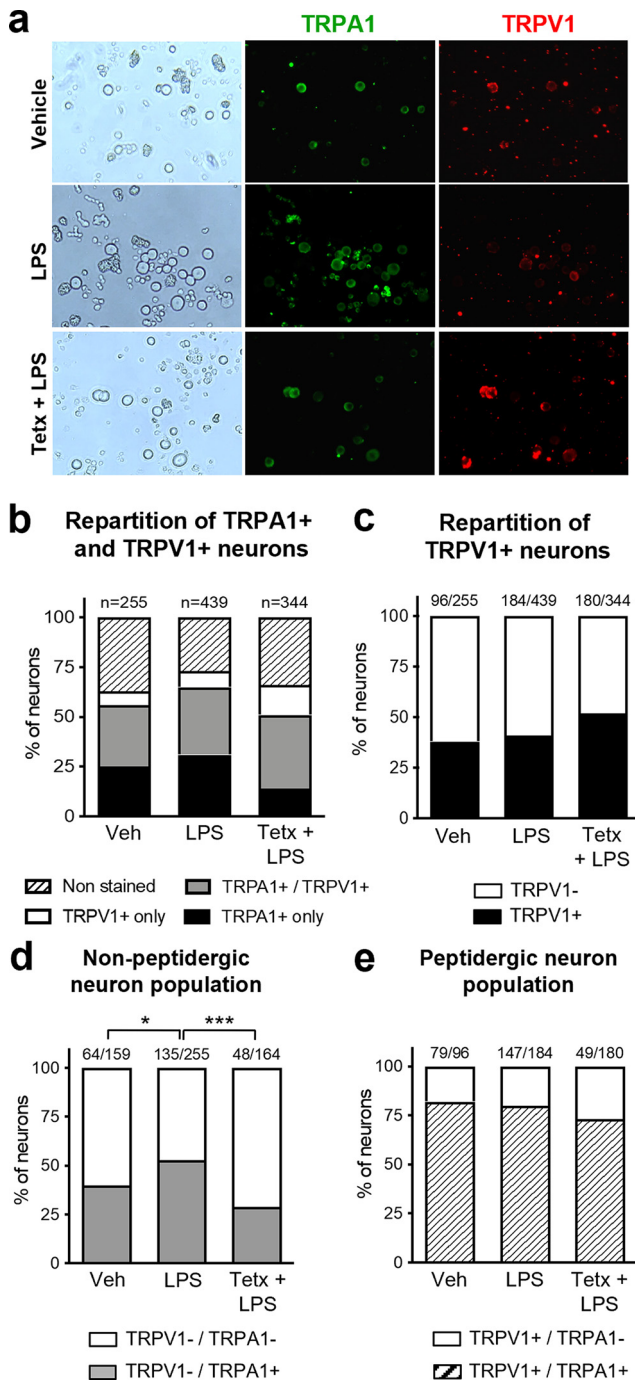 a
TRPA1
TRPV1
Vehicle
LPS
Tetx + LPS
b
Repartition of TRPA1+
and TRPV1+ neurons
n=255
n=439
n=344
% of neurons
100
75
50
25
0
Veh
LPS
Tetx +
LPS
Non stained
TRPA1+ / TRPV1+
TRPV1+ only
TRPA1+ only
c
Repartition of
TRPV1+ neurons
96/255
184/439
180/344
% of neurons
100
75
50
25
0
Veh
LPS
Tetx
+ LPS
TRPV1-
TRPV1+
d
Non-peptidergic
neuron population
*
***
64/159
135/255
48/164
% of neurons
100
75
50
25
0
Veh
LPS
Tetx +
LPS
TRPV1- / TRPA1-
TRPV1- / TRPA1+
e
Peptidergic neuron
population
79/96
147/184
49/180
% of neurons
100
75
50
25
0
Veh
LPS
Tetx +
LPS
TRPV1+ / TRPA1-
TRPV1+ / TRPA1+